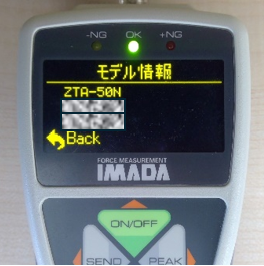 -NG OK +NG
モデル情報
ZTA-50N
Back
FORCE MEASUREMENT
IMADA
ON/OFF
SEND PEAK